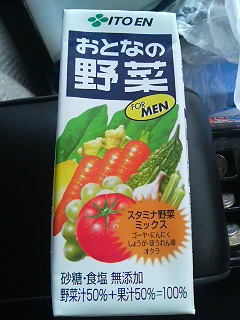 ITO EN
おとなの
野菜
FOR
MEN
スタミナ野菜
ミックス
ゴーヤ・にんにく
しょうが・ほうれん草
オクラ
砂糖・食塩 無添加
野菜汁50%+果汁50%=100%